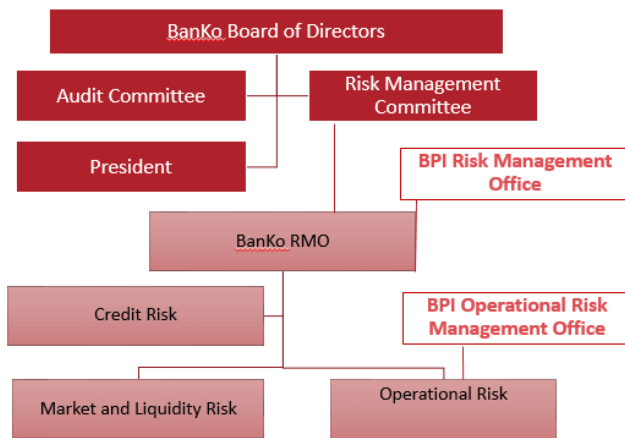 BanKo Board of Directors
Audit Committee
Risk Management
Committee
President
BPI Risk Management
Office
BanKo RMO
Credit Risk
BPI Operational Risk
Management Office
Market and Liquidity Risk
Operational Risk